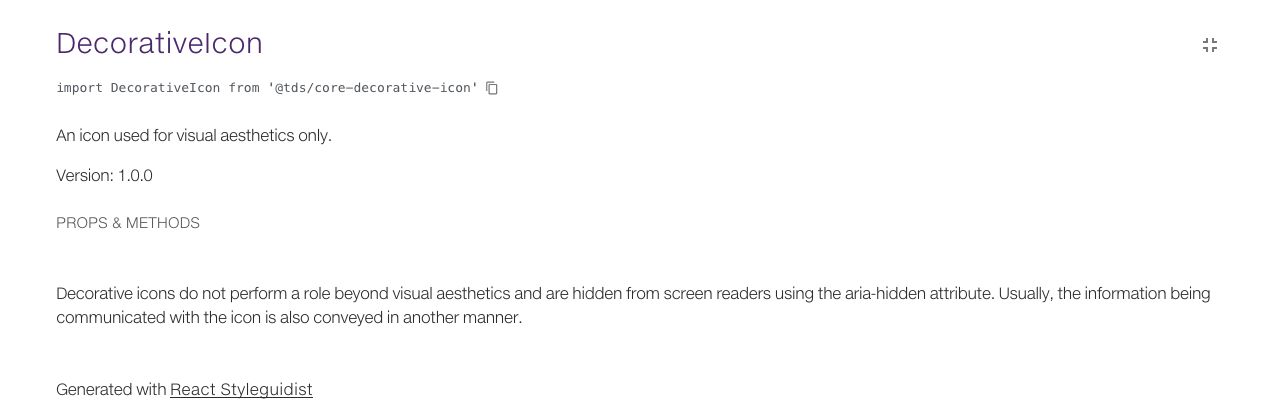 DecorativeIcon
import DecorativeIcon from '@tds/core-decorative-icon'
An icon used for visual aesthetics only.
Version: 1.0.0
PROPS & METHODS
Decorative icons do not perform a role beyond visual aesthetics and are hidden from screen readers using the aria-hidden attribute. Usually, the information being
communicated with the icon is also conveyed in another manner.
Generated with React Styleguidist